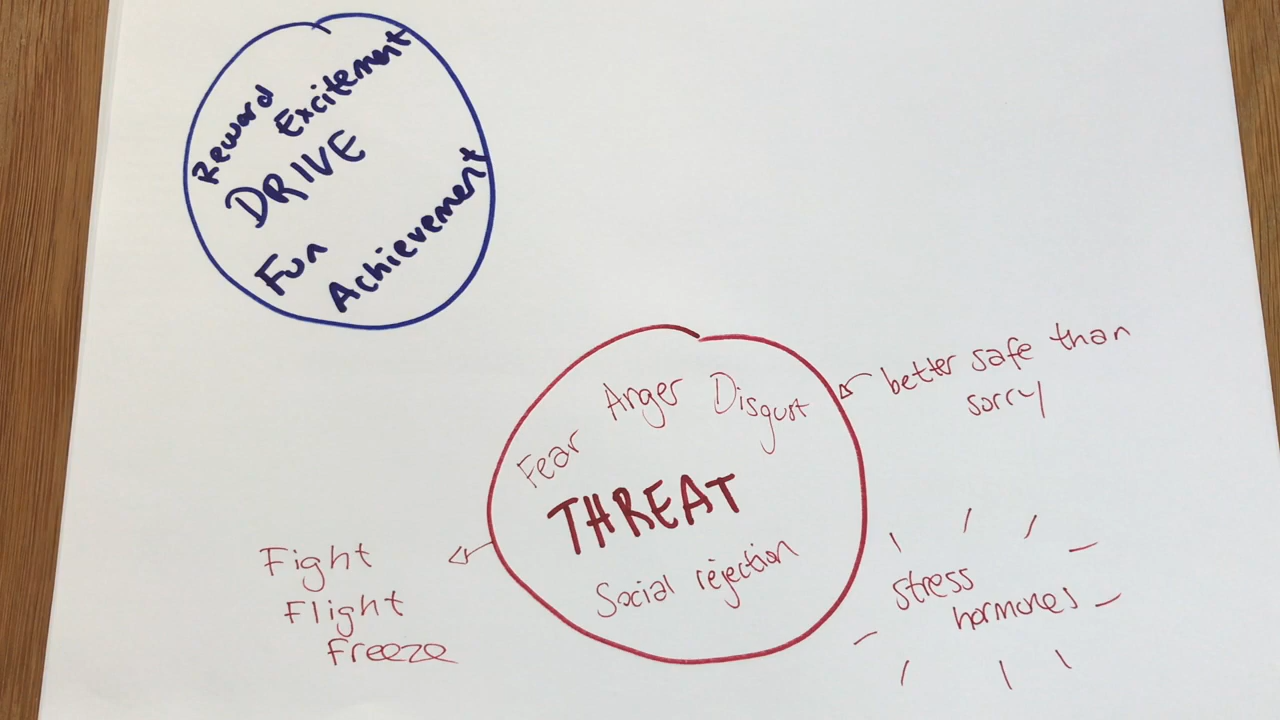 Reward
Excitement
DRIVE
Fun
Achievement
Fear Anger Disgust
THREAT
Social rejection
better safe than
sorry
Fight
Flight
freeze
stress
hormones